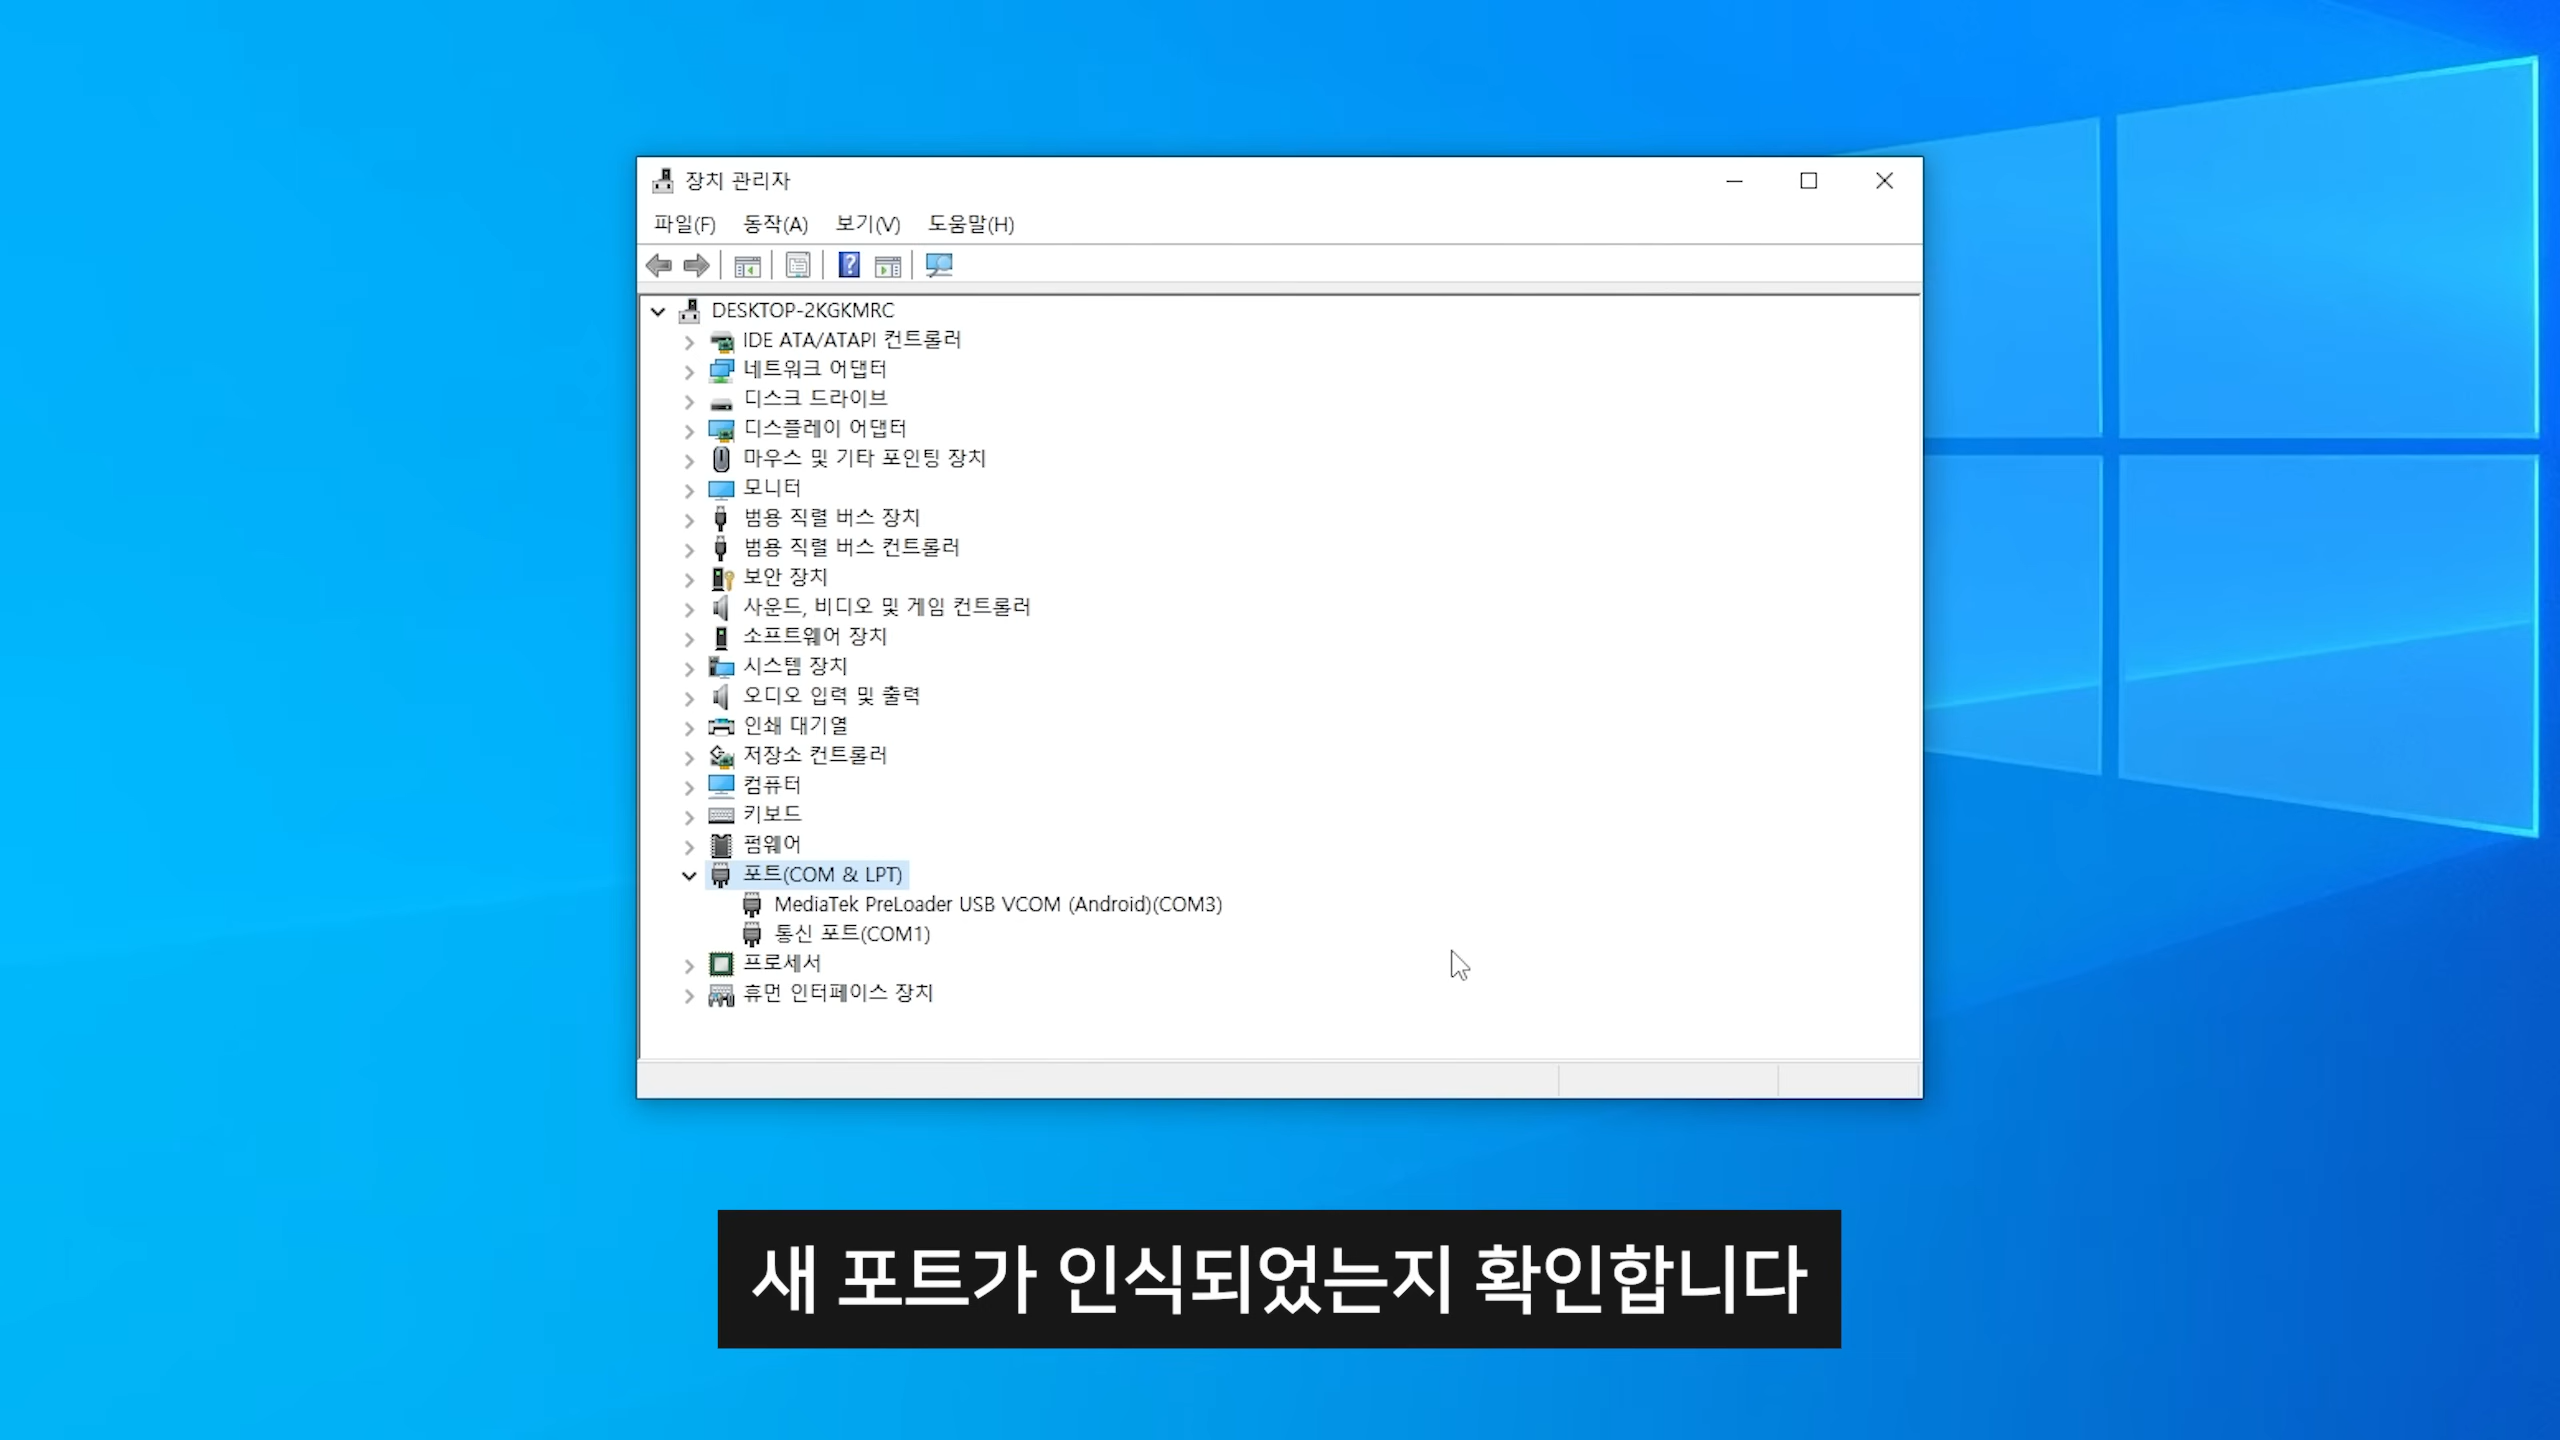 장치 관리자
파일(F) 동작(A) 보기(V) 도움말(H)
DESKTOP-2KGKMRC
IDE ATA/ATAPI 컨트롤러
네트워크 어댑터
디스크 드라이브
디스플레이 어댑터
마우스 및 기타 포인팅 장치
모니터
범용 직렬 버스 장치
범용 직렬 버스 컨트롤러
보안 장치
사운드, 비디오 및 게임 컨트롤러
소프트웨어 장치
시스템 장치
오디오 입력 및 출력
인쇄 대기열
저장소 컨트롤러
컴퓨터
키보드
펌웨어
포트(COM & LPT)
MediaTek PreLoader USB VCOM (Android)(COM3)
통신 포트(COM1)
프로세서
휴먼 인터페이스 장치
새 포트가 인식되었는지 확인합니다